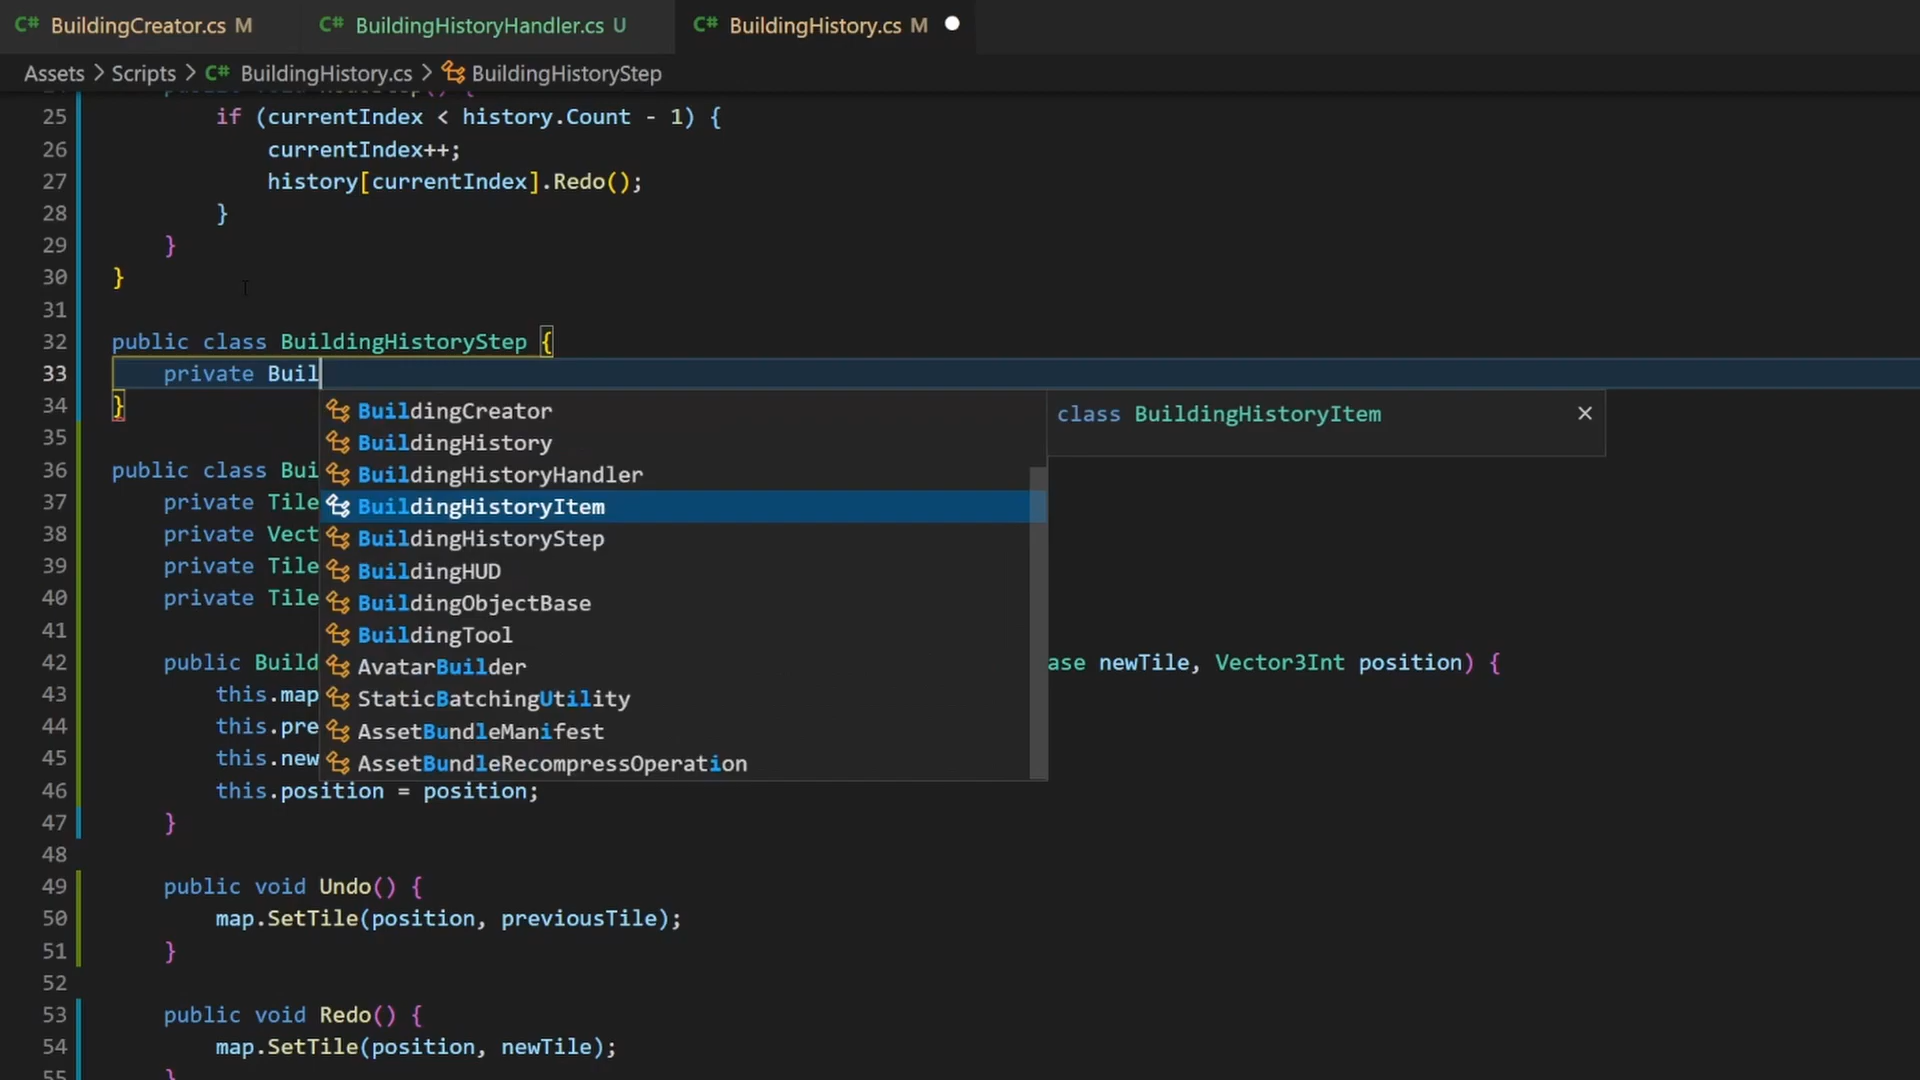 C# BuildingCreator.cs M
C# BuildingHistoryHandler.cs U
C# BuildingHistory.cs M
Assets > Scripts > C# BuildingHistory.cs > BuildingHistoryStep
25 if (currentIndex < history.Count - 1) {
26 currentIndex++;
27 history[currentIndex].Redo();
28 }
29 }
30 }
31
32 public class BuildingHistoryStep {
33 private Buil
34 }
35
36 public class Bui
37 private Tile
38 private Vect
39 private Tile
40 private Tile
41
42 public Build ase newTile, Vector3Int position) {
43 this.map
44 this.pre
45 this.new
46 this.position = position;
47 }
48
49 public void Undo() {
50 map.SetTile(position, previousTile);
51 }
52
53 public void Redo() {
54 map.SetTile(position, newTile);
55 }
BuildingCreator
BuildingHistory
BuildingHistoryHandler
BuildingHistoryItem
BuildingHistoryStep
BuildingHUD
BuildingObjectBase
BuildingTool
AvatarBuilder
StaticBatchingUtility
AssetBundleManifest
AssetBundleRecompressOperation
class BuildingHistoryItem